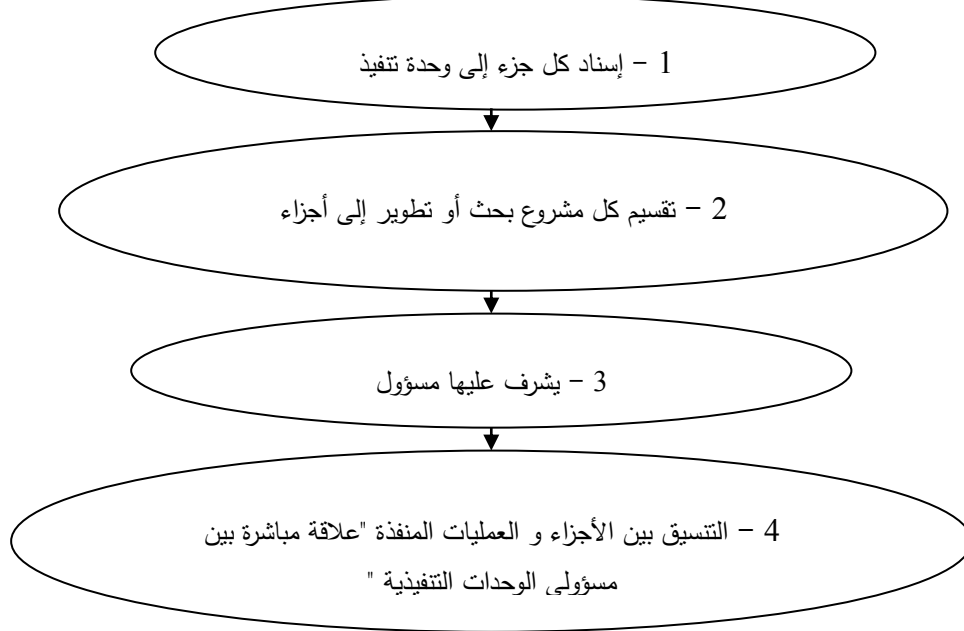 1 – إسناد كل جزء إلى وحدة تنفيذ
2 – تقسيم كل مشروع بحث أو تطوير إلى أجزاء
3 – يشرف عليها مسؤول
4 – التنسيق بين الأجزاء و العمليات المنفذة "علاقة مباشرة بين
مسؤولي الوحدات التنفيذية "